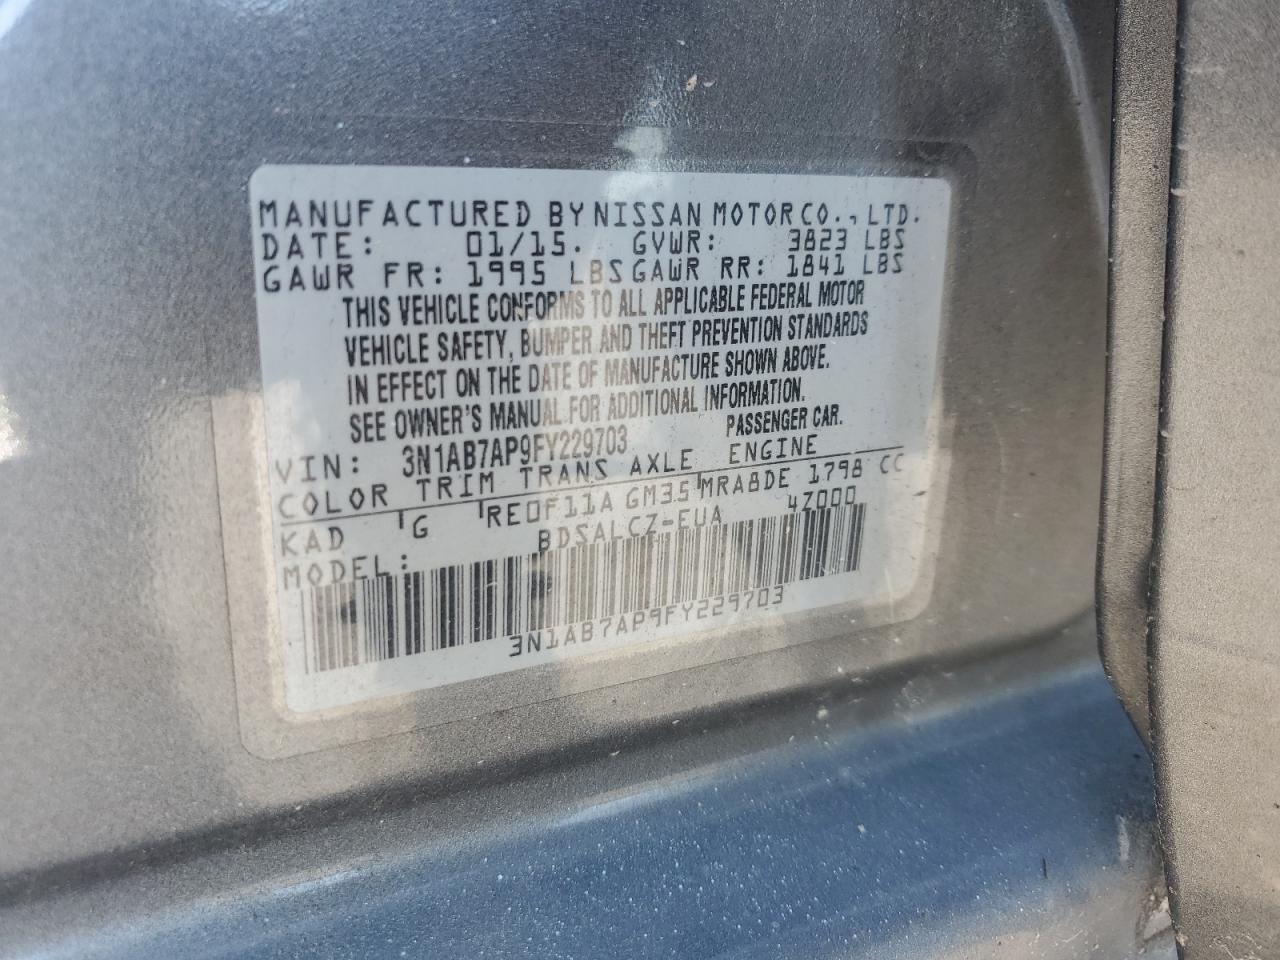 MANUFACTURED BY NISSAN MOTOR CO., LTD.
DATE: 01/15. GVWR: 3823 LBS
GAWR FR: 1995 LBS GAWR RR: 1841 LBS
THIS VEHICLE CONFORMS TO ALL APPLICABLE FEDERAL MOTOR
VEHICLE SAFETY, BUMPER AND THEFT PREVENTION STANDARDS
IN EFFECT ON THE DATE OF MANUFACTURE SHOWN ABOVE.
SEE OWNER'S MANUAL FOR ADDITIONAL INFORMATION.
VIN: 3N1AB7AP9FY229703 PASSENGER CAR.
COLOR TRIM TRANS AXLE ENGINE
KAD G RE0F11A GM35 MRA8DE 1798 CC
MODEL: BDSALCZ-EUA 4Z000
3N1AB7AP9FY229703